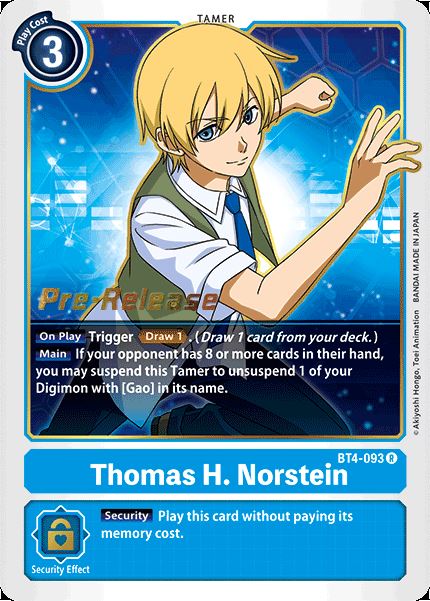 TAMER
Play Cost
3
Pre-Release
On Play Trigger Draw 1 . (Draw 1 card from your deck.)
Main If your opponent has 8 or more cards in their hand,
you may suspend this Tamer to unsuspend 1 of your
Digimon with [Gao] in its name.
© Akiyoshi Hongo, Toei Animation BANDAI MADE IN JAPAN
BT4-093 R
Thomas H. Norstein
Security Play this card without paying its
memory cost.
Security Effect